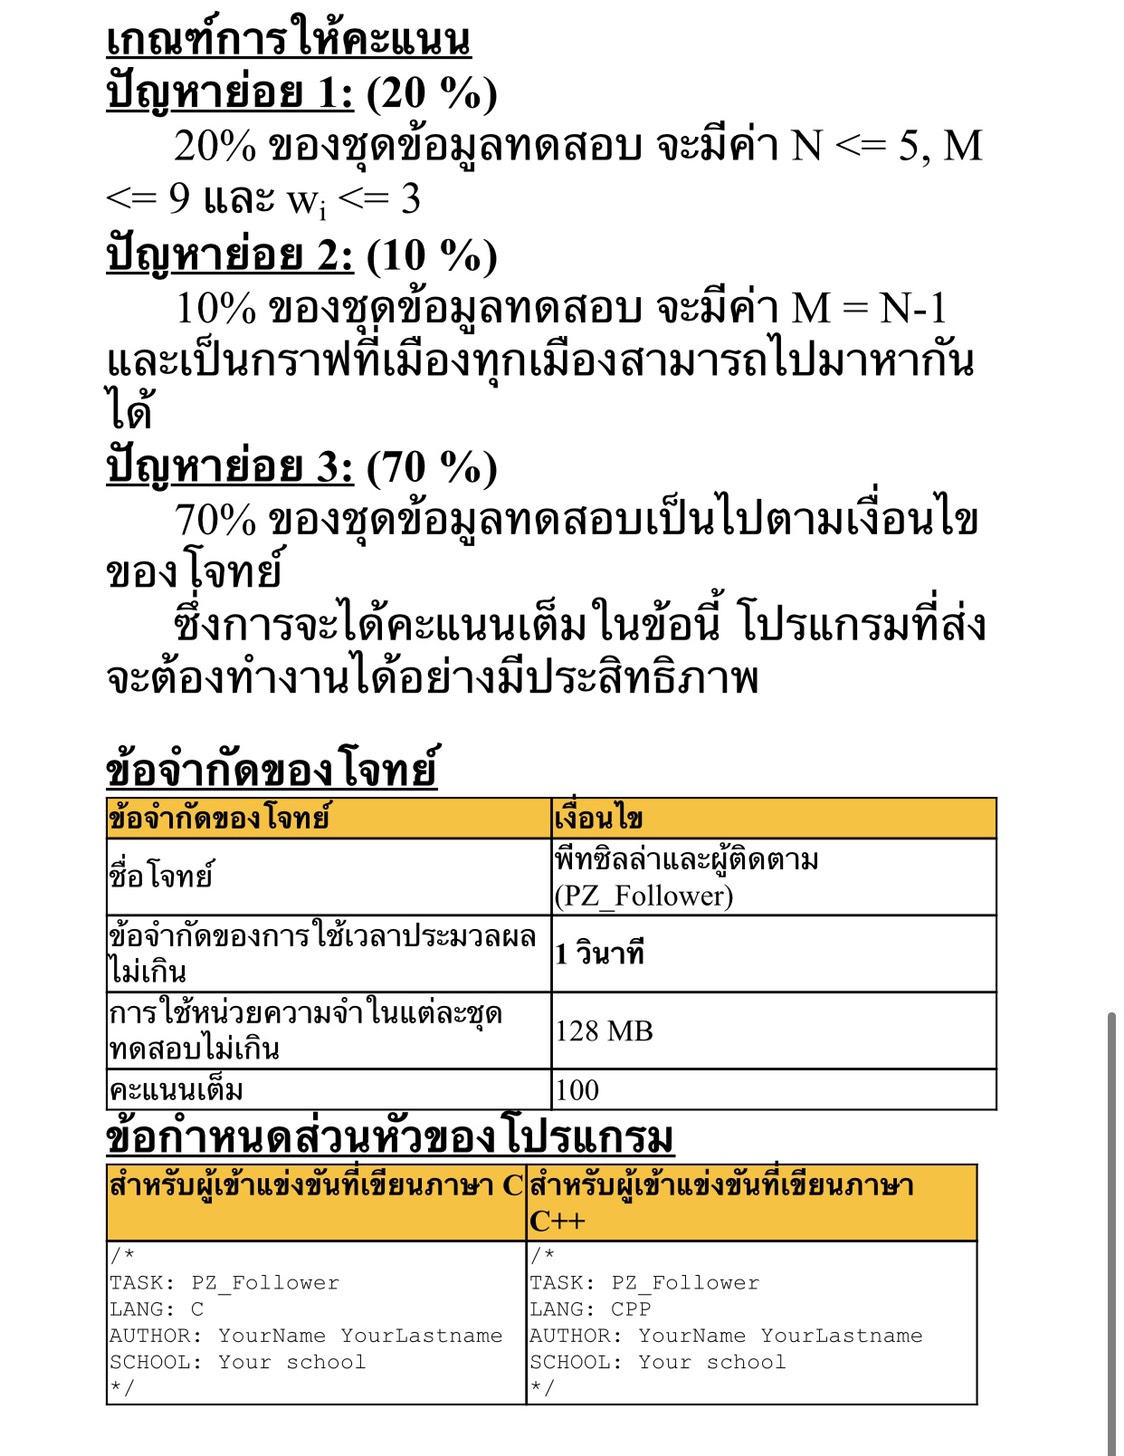 เกณฑ์การให้คะแนน
ปัญหาย่อย 1: (20 %)
20% ของชุดข้อมูลทดสอบ จะมีค่า N <= 5, M
<= 9 และ wᵢ <= 3
ปัญหาย่อย 2: (10 %)
10% ของชุดข้อมูลทดสอบ จะมีค่า M = N-1
และเป็นกราฟที่เมืองทุกเมืองสามารถไปมาหากัน
ได้
ปัญหาย่อย 3: (70 %)
70% ของชุดข้อมูลทดสอบเป็นไปตามเงื่อนไข
ของโจทย์
ซึ่งการจะได้คะแนนเต็มในข้อนี้ โปรแกรมที่ส่ง
จะต้องทำงานได้อย่างมีประสิทธิภาพ
ข้อจำกัดของโจทย์
ข้อจำกัดของโจทย์ เงื่อนไข
ชื่อโจทย์ พีทซิลล่าและผู้ติดตาม
(PZ_Follower)
ข้อจำกัดของการใช้เวลาประมวลผล
ไม่เกิน 1 วินาที
การใช้หน่วยความจำในแต่ละชุด
ทดสอบไม่เกิน 128 MB
คะแนนเต็ม 100
ข้อกำหนดส่วนหัวของโปรแกรม
สำหรับผู้เข้าแข่งขันที่เขียนภาษา C สำหรับผู้เข้าแข่งขันที่เขียนภาษา
C++
/* /*
TASK: PZ_Follower TASK: PZ_Follower
LANG: C LANG: CPP
AUTHOR: YourName YourLastname AUTHOR: YourName YourLastname
SCHOOL: Your school SCHOOL: Your school
*/ */